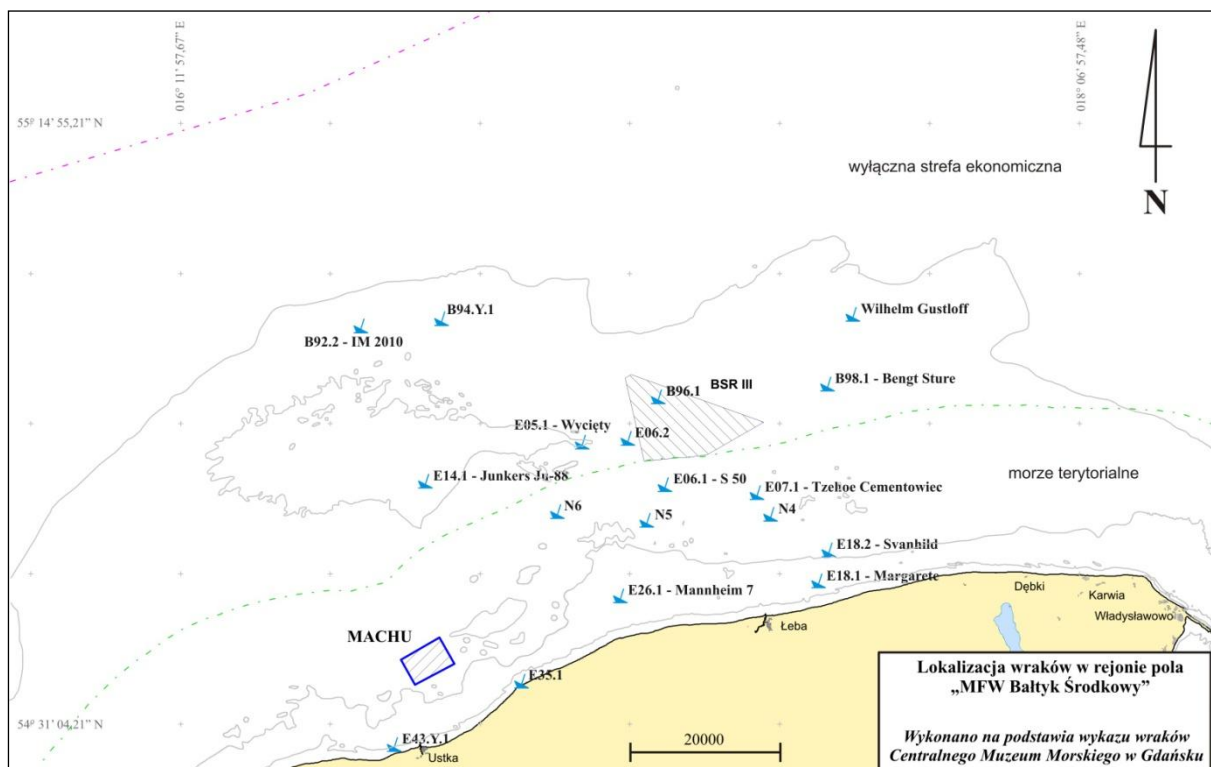 016° 11’ 57,67” E
018° 06’ 57,48” E
55º 14’ 55,21” N
wyłączna strefa ekonomiczna
N
B94.Y.1
Wilhelm Gustloff
B92.2 - IM 2010
BSR III
B98.1 - Bengt Sture
B96.1
E05.1 - Wycięty
E06.2
E14.1 - Junkers Ju-88
morze terytorialne
E06.1 - S 50
E07.1 - Tzehoe Cementowiec
N6
N5
N4
E18.2 - Svanhild
E18.1 - Margarete
E26.1 - Mannheim 7
Dębki
Karwia
Władysławowo
Łeba
MACHU
E35.1
Lokalizacja wraków w rejonie pola
„MFW Bałtyk Środkowy”
54º 31’ 04,21” N
E43.Y.1
Ustka
20000
Wykonano na podstawia wykazu wraków
Centralnego Muzeum Morskiego w Gdańsku